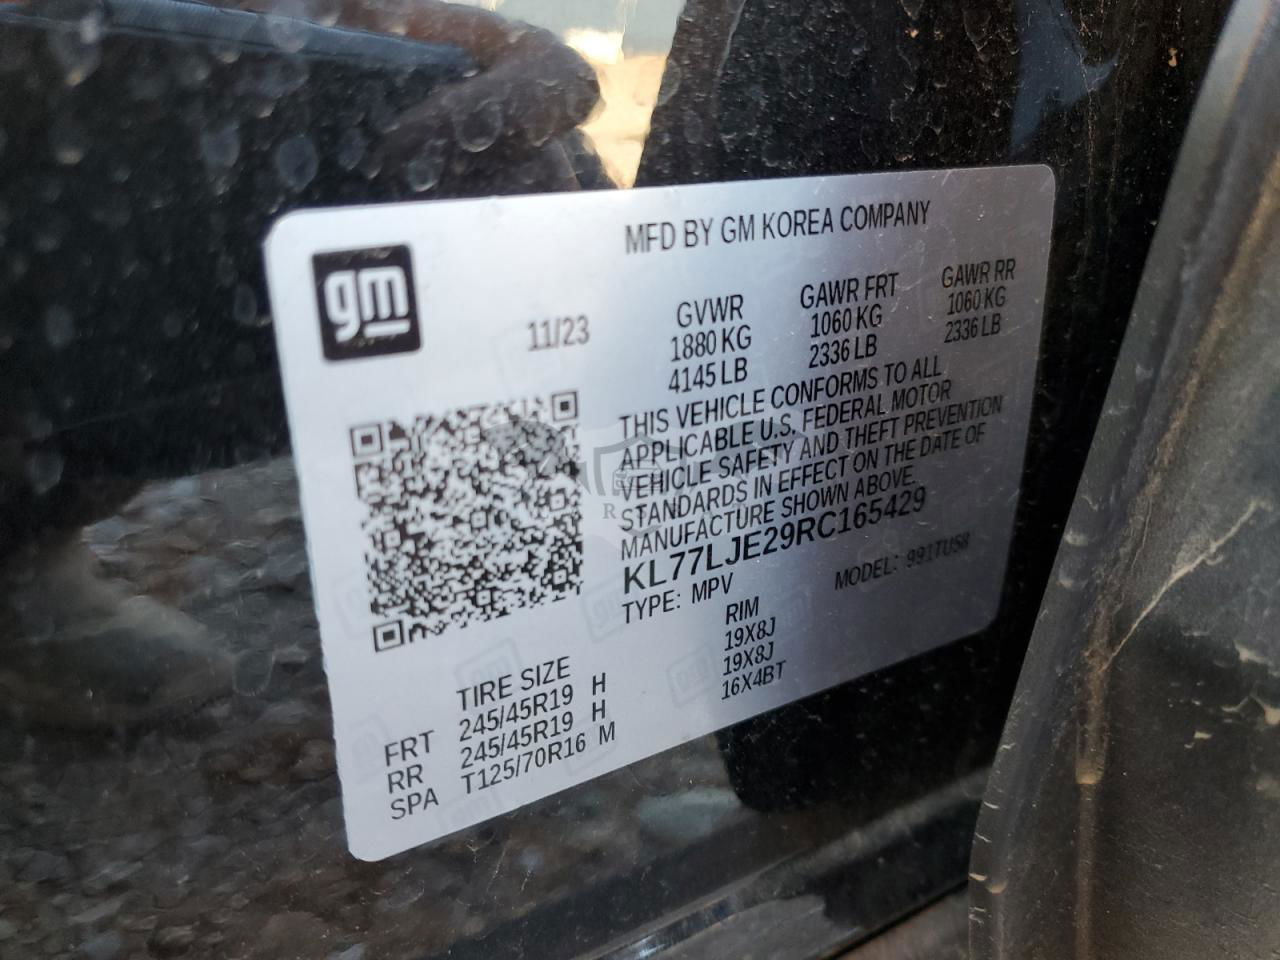 MFD BY GM KOREA COMPANY
gm
11/23
GVWR GAWR FRT GAWR RR
1880 KG 1060 KG 1060 KG
4145 LB 2336 LB 2336 LB
THIS VEHICLE CONFORMS TO ALL
APPLICABLE U.S. FEDERAL MOTOR
VEHICLE SAFETY AND THEFT PREVENTION
STANDARDS IN EFFECT ON THE DATE OF
MANUFACTURE SHOWN ABOVE.
KL77LJE29RC165429
TYPE: MPV MODEL: 991TUS8
TIRE SIZE RIM
FRT 245/45R19 H 19X8J
RR 245/45R19 H 19X8J
SPA T125/70R16 M 16X4BT